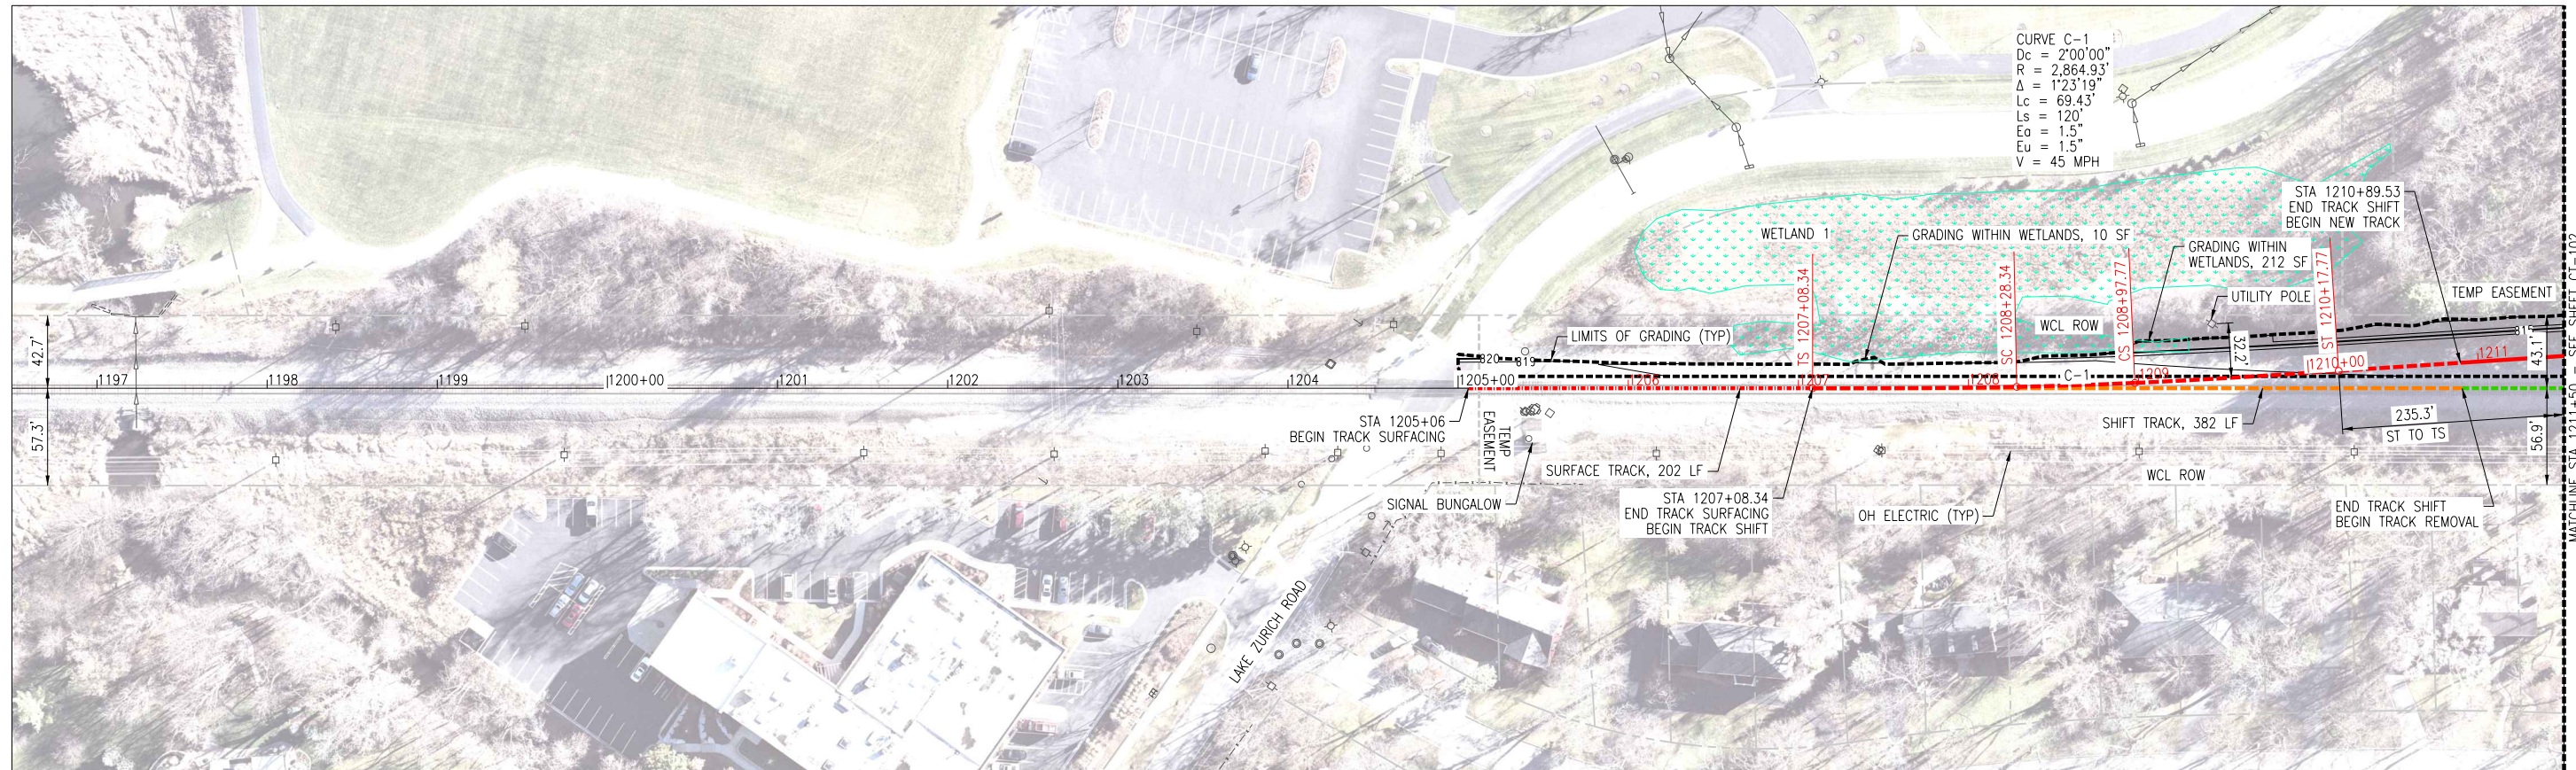 CURVE C-1
Dc = 2°00'00"
R = 2,864.93'
Δ = 1°23'19"
Lc = 69.43'
Ls = 120'
Ea = 1.5"
Eu = 1.5"
V = 45 MPH
STA 1210+89.53
END TRACK SHIFT
BEGIN NEW TRACK
WETLAND 1
GRADING WITHIN WETLANDS, 10 SF
GRADING WITHIN
WETLANDS, 212 SF
UTILITY POLE
TEMP EASEMENT
WCL ROW
LIMITS OF GRADING (TYP)
TS 1207+08.34
SC 1208+28.34
CS 1208+97.77
ST 1210+17.77
MATCHLINE STA 1211+50 - SEE SHEET CT-102
42.7'
57.3'
1197
1198
1199
1200+00
1201
1202
1203
1204
1205+00
820
819
1206
1207
1208
C-1
1209
1210+00
1211
815
32.2'
43.1'
56.9'
STA 1205+06
BEGIN TRACK SURFACING
TEMP
EASEMENT
SIGNAL BUNGALOW
SURFACE TRACK, 202 LF
STA 1207+08.34
END TRACK SURFACING
BEGIN TRACK SHIFT
OH ELECTRIC (TYP)
SHIFT TRACK, 382 LF
235.3'
ST TO TS
WCL ROW
END TRACK SHIFT
BEGIN TRACK REMOVAL
LAKE ZURICH ROAD